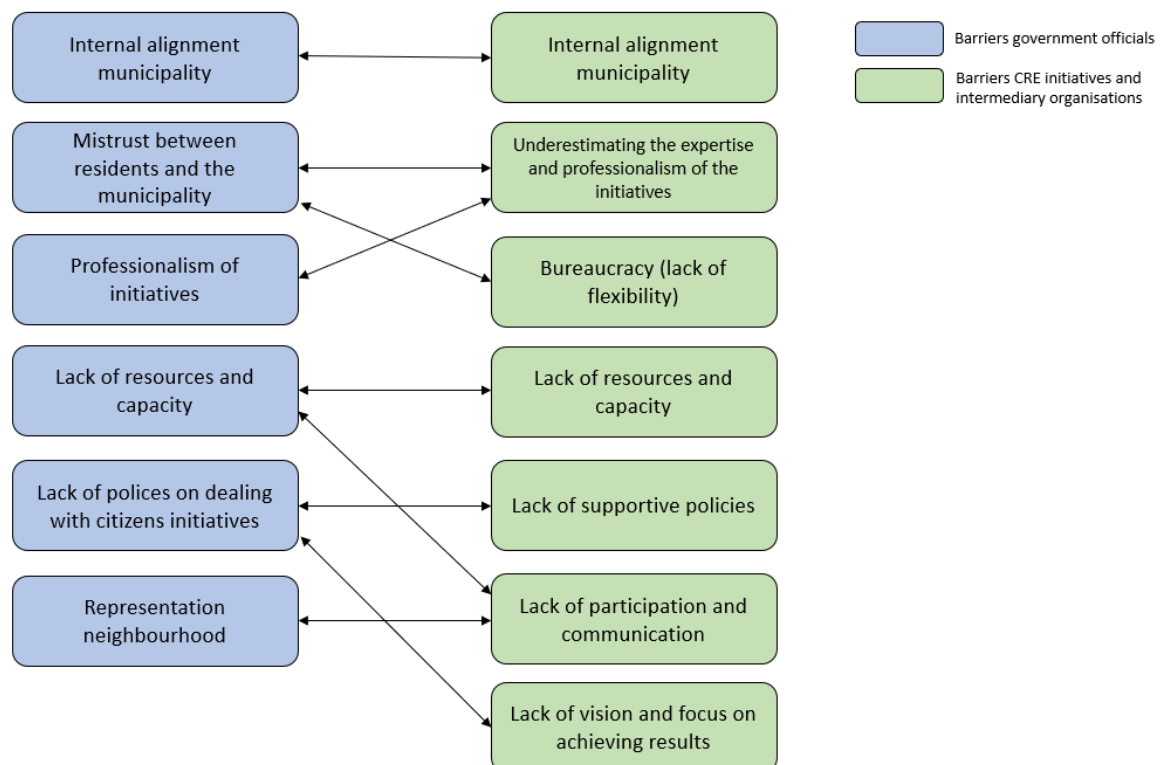 Internal alignment
municipality
Internal alignment
municipality
Barriers government officials
Barriers CRE initiatives and
intermediary organisations
Mistrust between
residents and the
municipality
Underestimating the expertise
and professionalism of the
initiatives
Professionalism of
initiatives
Bureaucracy (lack of
flexibility)
Lack of resources and
capacity
Lack of resources and
capacity
Lack of polices on dealing
with citizens initiatives
Lack of supportive policies
Representation
neighbourhood
Lack of participation and
communication
Lack of vision and focus on
achieving results